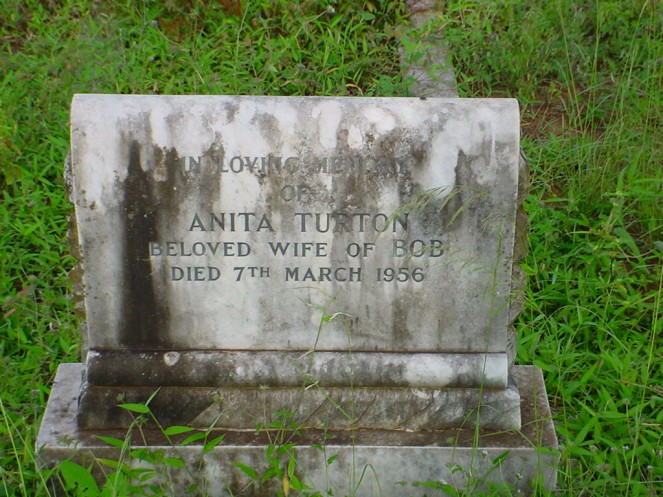 IN LOVING MEMORY
OF
ANITA TURTON
BELOVED WIFE OF BOB
DIED 7TH MARCH 1956